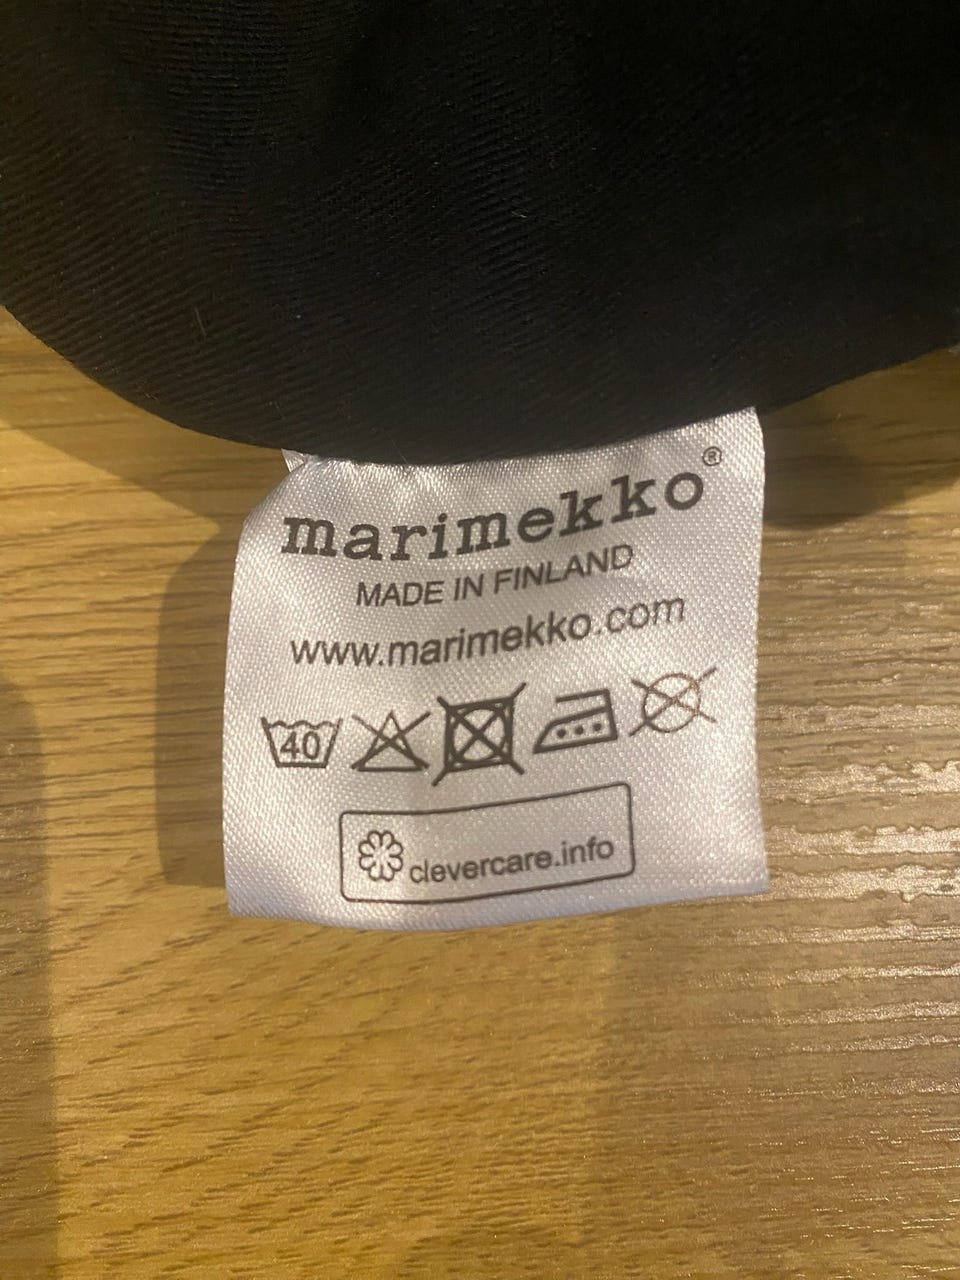 marimekko®
MADE IN FINLAND
www.marimekko.com
40
clevercare.info